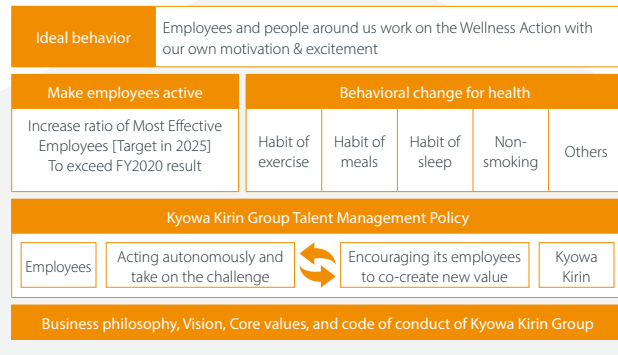 Ideal behavior
Employees and people around us work on the Wellness Action with
our own motivation & excitement
Make employees active
Increase ratio of Most Effective
Employees [Target in 2025]
To exceed FY2020 result
Behavioral change for health
Habit of
exercise
Habit of
meals
Habit of
sleep
Non-
smoking
Others
Kyowa Kirin Group Talent Management Policy
Employees
Acting autonomously and
take on the challenge
Encouraging its employees
to co-create new value
Kyowa
Kirin
Business philosophy, Vision, Core values, and code of conduct of Kyowa Kirin Group